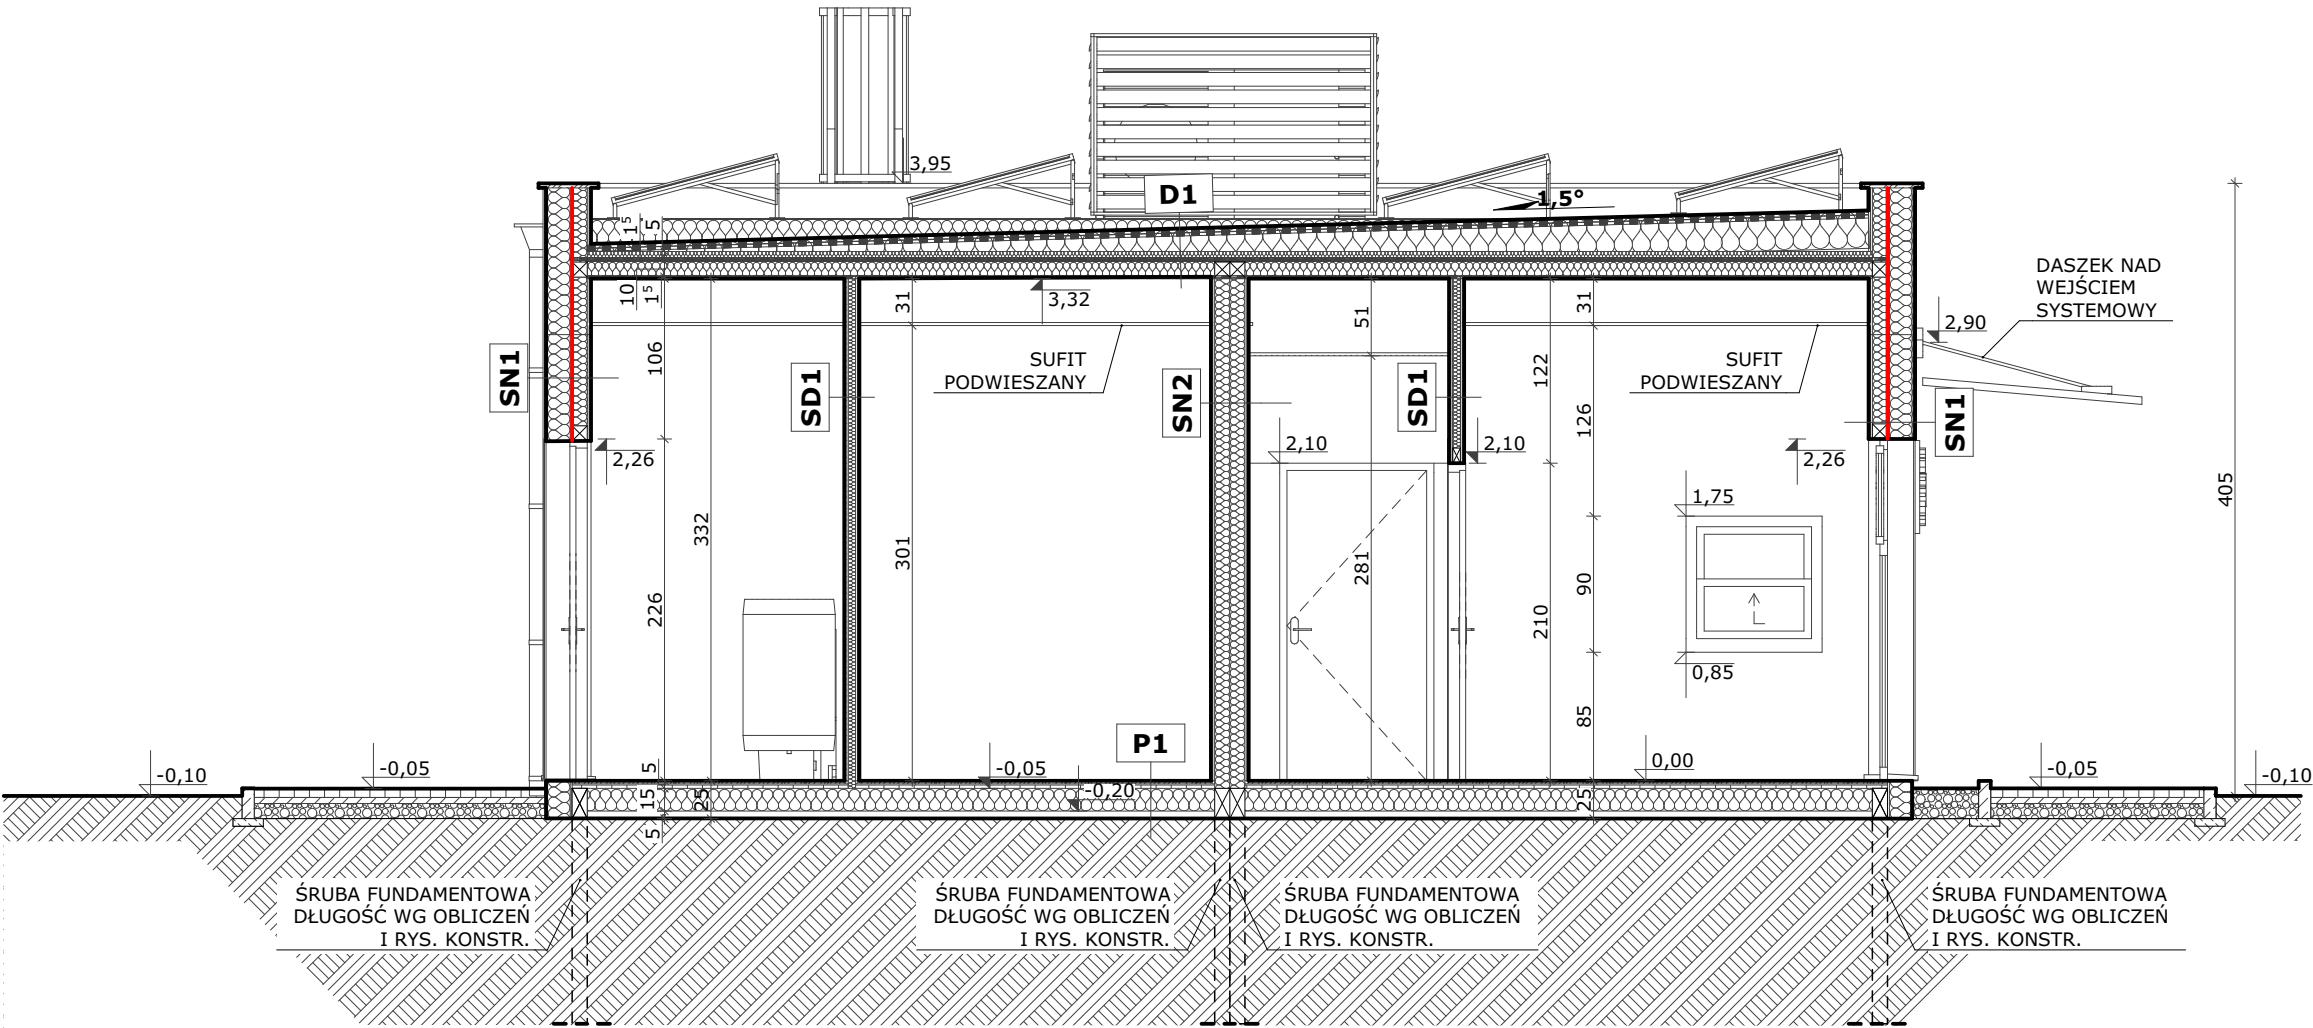 3,95
D1
1,5°
1⁵
5
10
1⁵
31
3,32
51
31
DASZEK NAD
WEJŚCIEM
SYSTEMOWY
2,90
SN1
106
SD1
SUFIT
PODWIESZANY
SN2
SD1
122
SUFIT
PODWIESZANY
126
SN1
2,26
2,10
2,10
2,26
405
332
301
281
1,75
226
210
90
0,85
85
P1
-0,10
-0,05
5
-0,05
0,00
-0,05
-0,10
15
25
-0,20
25
5
ŚRUBA FUNDAMENTOWA
DŁUGOŚĆ WG OBLICZEŃ
I RYS. KONSTR.
ŚRUBA FUNDAMENTOWA
DŁUGOŚĆ WG OBLICZEŃ
I RYS. KONSTR.
ŚRUBA FUNDAMENTOWA
DŁUGOŚĆ WG OBLICZEŃ
I RYS. KONSTR.
ŚRUBA FUNDAMENTOWA
DŁUGOŚĆ WG OBLICZEŃ
I RYS. KONSTR.